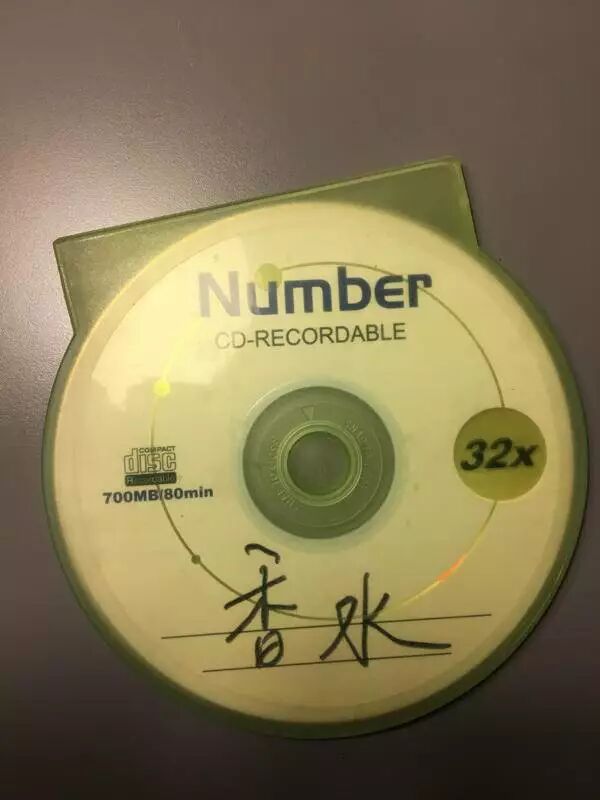 Number
CD-RECORDABLE
COMPACT
disc
Recordable
700MB/80min
32x
香水